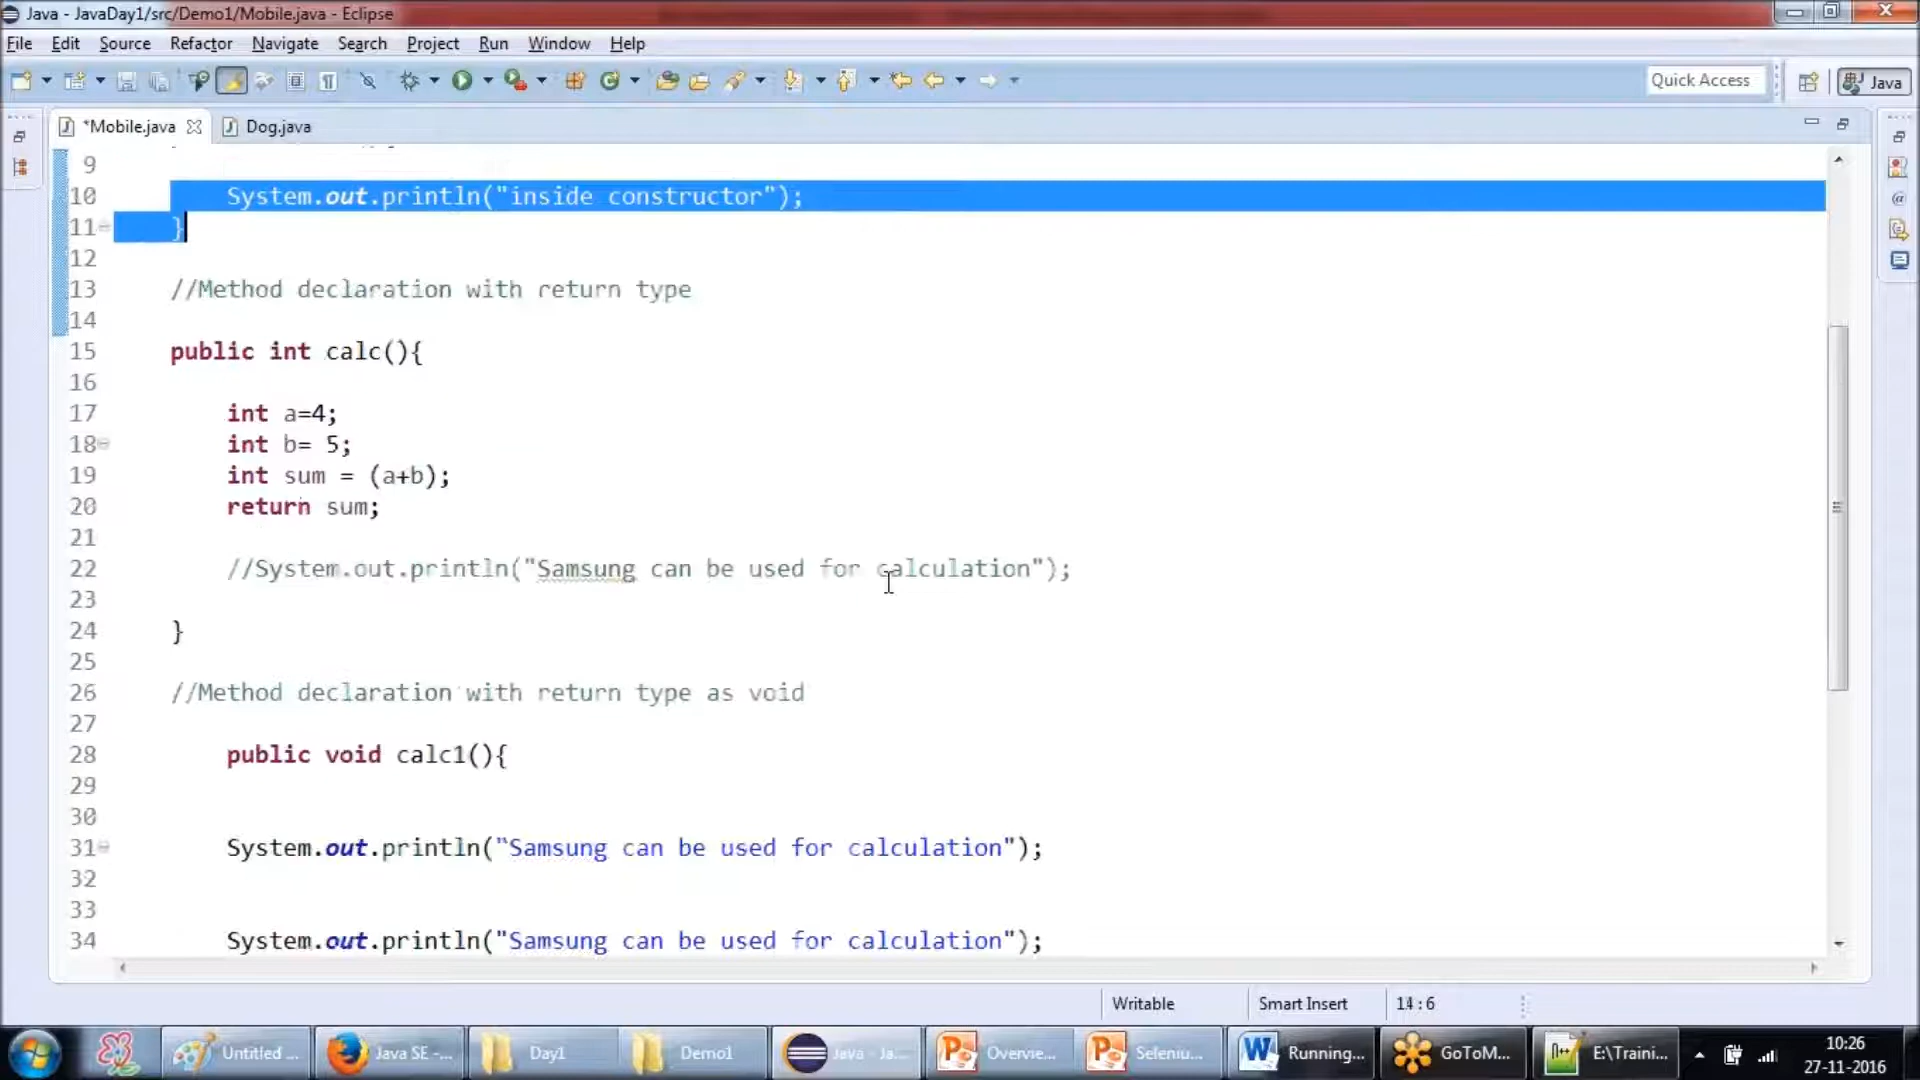 Java - JavaDay1/src/Demo1/Mobile.java - Eclipse
File Edit Source Refactor Navigate Search Project Run Window Help
Quick Access Java
*Mobile.java Dog.java
9
10 System.out.println("inside constructor");
11 }
12
13 //Method declaration with return type
14
15 public int calc(){
16
17 int a=4;
18 int b= 5;
19 int sum = (a+b);
20 return sum;
21
22 //System.out.println("Samsung can be used for calculation");
23
24 }
25
26 //Method declaration with return type as void
27
28 public void calc1(){
29
30
31 System.out.println("Samsung can be used for calculation");
32
33
34 System.out.println("Samsung can be used for calculation");
Writable Smart Insert 14 : 6
Untitled ... Java SE -... Day1 Demo1 Java - Ja... Overvie... Seleniu... Running... GoToM... E:\Traini... 10:26
27-11-2016